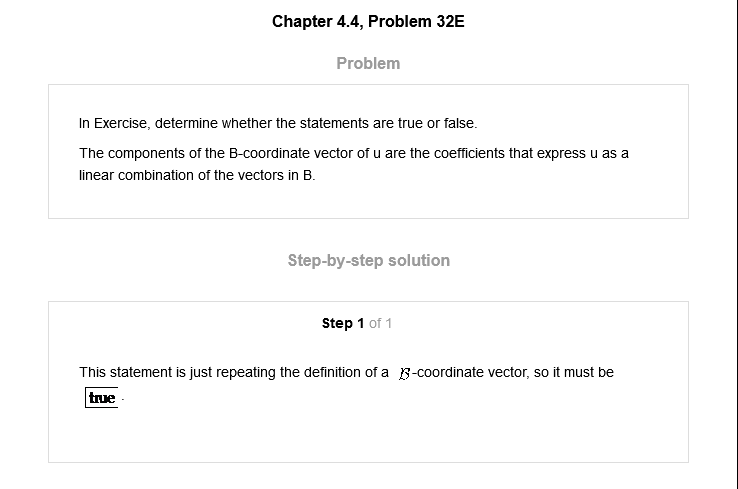 Chapter 4.4, Problem 32E
Problem
In Exercise, determine whether the statements are true or false.
The components of the B-coordinate vector of u are the coefficients that express u as a
linear combination of the vectors in B.
Step-by-step solution
Step 1 of 1
This statement is just repeating the definition of a ℬ-coordinate vector, so it must be
true .